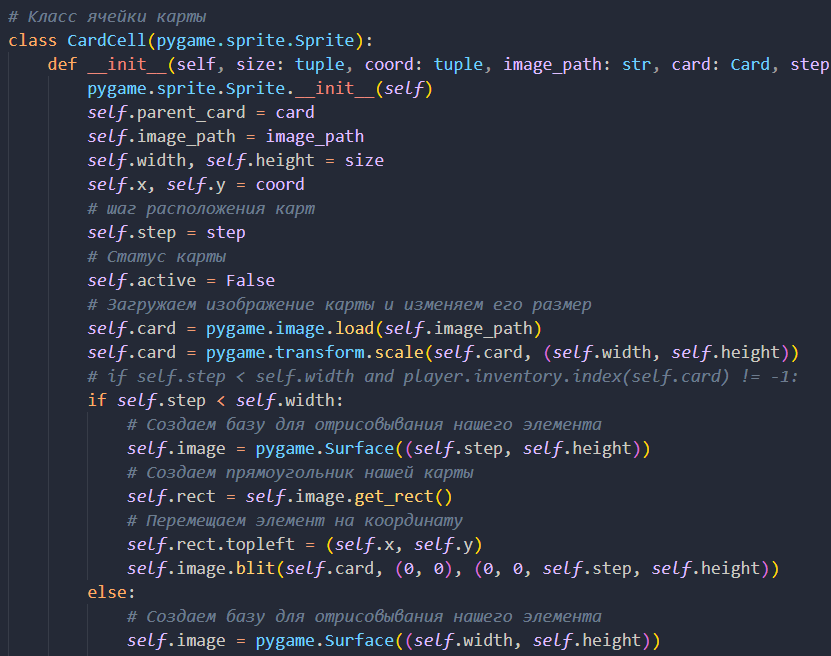 # Класс ячейки карты
class CardCell(pygame.sprite.Sprite):
    def __init__(self, size: tuple, coord: tuple, image_path: str, card: Card, step
        pygame.sprite.Sprite.__init__(self)
        self.parent_card = card
        self.image_path = image_path
        self.width, self.height = size
        self.x, self.y = coord
        # шаг расположения карт
        self.step = step
        # Статус карты
        self.active = False
        # Загружаем изображение карты и изменяем его размер
        self.card = pygame.image.load(self.image_path)
        self.card = pygame.transform.scale(self.card, (self.width, self.height))
        # if self.step < self.width and player.inventory.index(self.card) != -1:
        if self.step < self.width:
            # Создаем базу для отрисовывания нашего элемента
            self.image = pygame.Surface((self.step, self.height))
            # Создаем прямоугольник нашей карты
            self.rect = self.image.get_rect()
            # Перемещаем элемент на координату
            self.rect.topleft = (self.x, self.y)
            self.image.blit(self.card, (0, 0), (0, 0, self.step, self.height))
        else:
            # Создаем базу для отрисовывания нашего элемента
            self.image = pygame.Surface((self.width, self.height))